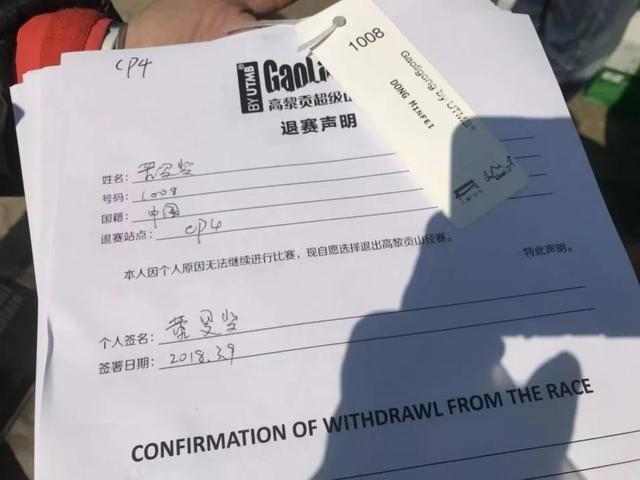 CP4
BY UTMB®
GaoLi
1008
Gaoligong by UTMB®
DONG MINFEI
高黎贡超级山
退赛声明
姓名:
号码: 1008
国籍: 中国
退赛站点: CP4
本人因个人原因无法继续进行比赛，现自愿选择退出高黎贡山径赛。
特此声明。
个人签名:
签署日期: 2018.3.9
CONFIRMATION OF WITHDRAWL FROM THE RACE